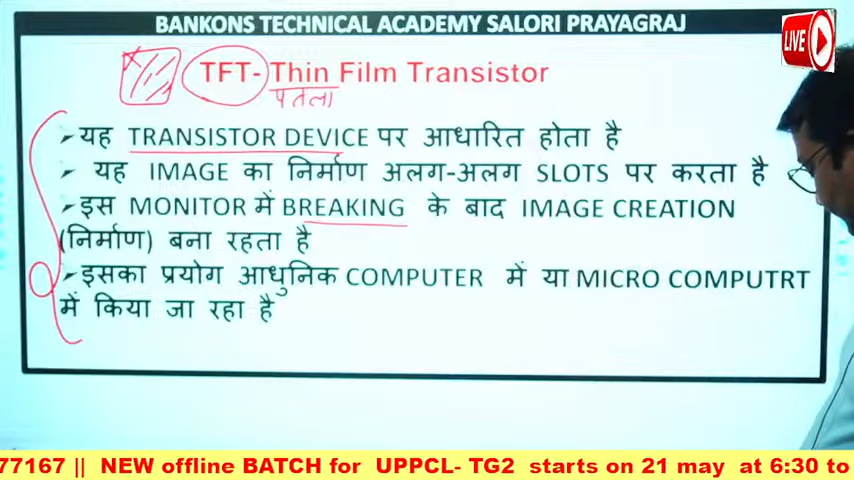 BANKONS TECHNICAL ACADEMY SALORI PRAYAGRAJ
LIVE
TFT- Thin Film Transistor
पतला
➢यह TRANSISTOR DEVICE पर आधारित होता है
➢ यह IMAGE का निर्माण अलग-अलग SLOTS पर करता है
➢इस MONITOR में BREAKING के बाद IMAGE CREATION
(निर्माण) बना रहता है
➢इसका प्रयोग आधुनिक COMPUTER में या MICRO COMPUTRT
में किया जा रहा है
77167 || NEW offline BATCH for UPPCL- TG2 starts on 21 may at 6:30 to